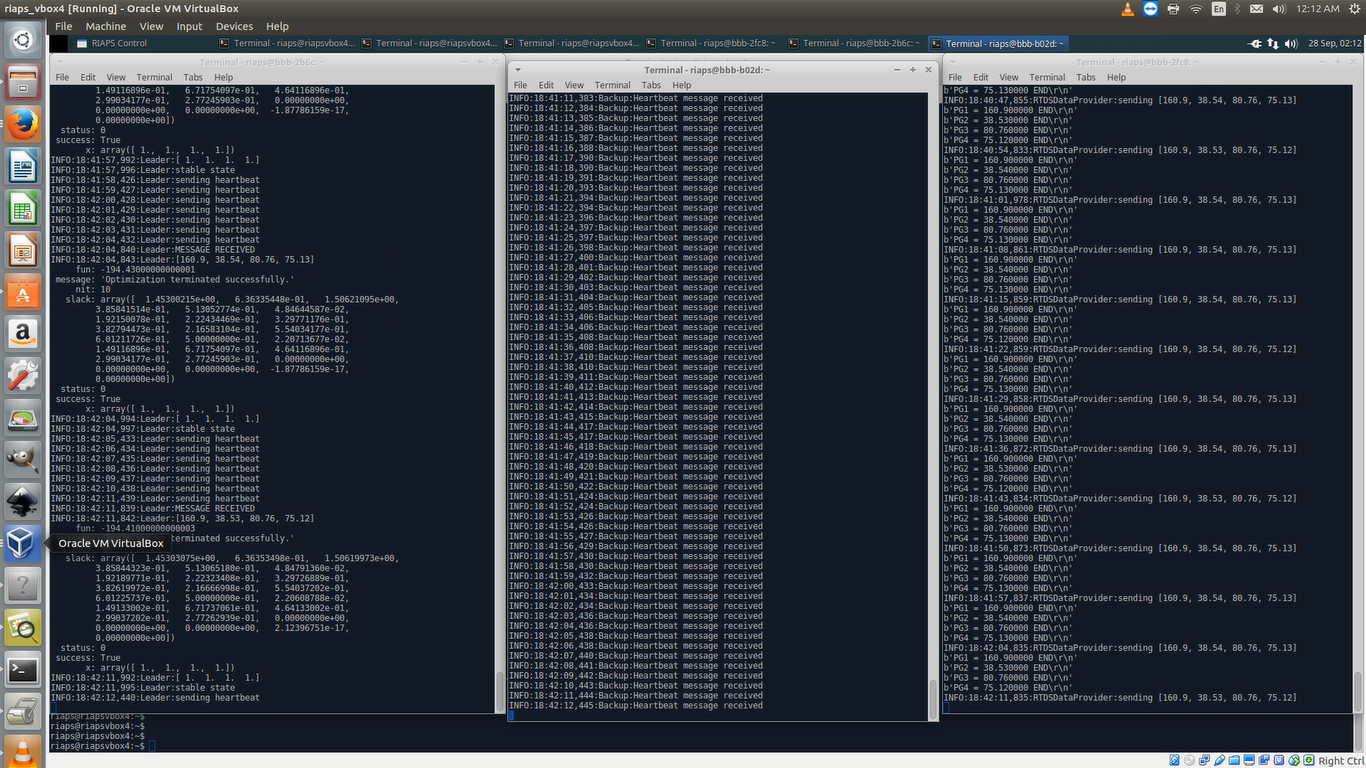 riaps_vbox4 [Running] - Oracle VM VirtualBox
En
12:12 AM
File Machine View Input Devices Help
RIAPS Control
Terminal - riaps@riapsvbox4...
Terminal - riaps@riapsvbox4...
Terminal - riaps@riapsvbox4...
Terminal - riaps@bbb-2fc8: ~
Terminal - riaps@bbb-2b6c: ~
Terminal - riaps@bbb-b02d: ~
28 Sep, 02:12
Terminal - riaps@bbb-2b6c: ~
File Edit View Terminal Tabs Help
1.49116896e-01, 6.71754097e-01, 4.64116896e-01,
2.99034177e-01, 2.77245903e-01, 0.00000000e+00,
0.00000000e+00, 0.00000000e+00, -1.87786159e-17,
0.00000000e+00])
status: 0
success: True
x: array([ 1., 1., 1., 1.])
INFO:18:41:57,992:Leader:[ 1. 1. 1. 1.]
INFO:18:41:57,996:Leader:stable state
INFO:18:41:58,426:Leader:sending heartbeat
INFO:18:41:59,427:Leader:sending heartbeat
INFO:18:42:00,428:Leader:sending heartbeat
INFO:18:42:01,429:Leader:sending heartbeat
INFO:18:42:02,430:Leader:sending heartbeat
INFO:18:42:03,431:Leader:sending heartbeat
INFO:18:42:04,432:Leader:sending heartbeat
INFO:18:42:04,840:Leader:MESSAGE RECEIVED
INFO:18:42:04,843:Leader:[160.9, 38.54, 80.76, 75.13]
fun: -194.43000000000001
message: 'Optimization terminated successfully.'
nit: 10
slack: array([ 1.45300215e+00, 6.36335448e-01, 1.50621095e+00,
3.85841514e-01, 5.13052774e-01, 4.84644587e-02,
1.92150078e-01, 2.22434469e-01, 3.29771176e-01,
3.82794473e-01, 2.16583104e-01, 5.54034177e-01,
6.01211726e-01, 5.00000000e-01, 2.20713677e-02,
1.49116896e-01, 6.71754097e-01, 4.64116896e-01,
2.99034177e-01, 2.77245903e-01, 0.00000000e+00,
0.00000000e+00, 0.00000000e+00, -1.87786159e-17,
0.00000000e+00])
status: 0
success: True
x: array([ 1., 1., 1., 1.])
INFO:18:42:04,994:Leader:[ 1. 1. 1. 1.]
INFO:18:42:04,997:Leader:stable state
INFO:18:42:05,433:Leader:sending heartbeat
INFO:18:42:06,434:Leader:sending heartbeat
INFO:18:42:07,435:Leader:sending heartbeat
INFO:18:42:08,436:Leader:sending heartbeat
INFO:18:42:09,437:Leader:sending heartbeat
INFO:18:42:10,438:Leader:sending heartbeat
INFO:18:42:11,439:Leader:sending heartbeat
INFO:18:42:11,839:Leader:MESSAGE RECEIVED
INFO:18:42:11,842:Leader:[160.9, 38.53, 80.76, 75.12]
fun: -194.41000000000003
Oracle VM VirtualBox
terminated successfully.'
slack: array([ 1.45303075e+00, 6.36353498e-01, 1.50619973e+00,
3.85844323e-01, 5.13065180e-01, 4.84791360e-02,
1.92189771e-01, 2.22323408e-01, 3.29726889e-01,
3.82619972e-01, 2.16666998e-01, 5.54037202e-01,
6.01225737e-01, 5.00000000e-01, 2.20608788e-02,
1.49133002e-01, 6.71737061e-01, 4.64133002e-01,
2.99037202e-01, 2.77262939e-01, 0.00000000e+00,
0.00000000e+00, 0.00000000e+00, 2.12396751e-17,
0.00000000e+00])
status: 0
success: True
x: array([ 1., 1., 1., 1.])
INFO:18:42:11,992:Leader:[ 1. 1. 1. 1.]
INFO:18:42:11,995:Leader:stable state
INFO:18:42:12,440:Leader:sending heartbeat
Terminal - riaps@bbb-b02d: ~
File Edit View Terminal Tabs Help
INFO:18:41:11,383:Backup:Heartbeat message received
INFO:18:41:12,384:Backup:Heartbeat message received
INFO:18:41:13,385:Backup:Heartbeat message received
INFO:18:41:14,386:Backup:Heartbeat message received
INFO:18:41:15,387:Backup:Heartbeat message received
INFO:18:41:16,388:Backup:Heartbeat message received
INFO:18:41:17,390:Backup:Heartbeat message received
INFO:18:41:18,390:Backup:Heartbeat message received
INFO:18:41:19,391:Backup:Heartbeat message received
INFO:18:41:20,393:Backup:Heartbeat message received
INFO:18:41:21,394:Backup:Heartbeat message received
INFO:18:41:22,394:Backup:Heartbeat message received
INFO:18:41:23,396:Backup:Heartbeat message received
INFO:18:41:24,397:Backup:Heartbeat message received
INFO:18:41:25,397:Backup:Heartbeat message received
INFO:18:41:26,398:Backup:Heartbeat message received
INFO:18:41:27,400:Backup:Heartbeat message received
INFO:18:41:28,401:Backup:Heartbeat message received
INFO:18:41:29,402:Backup:Heartbeat message received
INFO:18:41:30,403:Backup:Heartbeat message received
INFO:18:41:31,404:Backup:Heartbeat message received
INFO:18:41:32,405:Backup:Heartbeat message received
INFO:18:41:33,406:Backup:Heartbeat message received
INFO:18:41:34,406:Backup:Heartbeat message received
INFO:18:41:35,408:Backup:Heartbeat message received
INFO:18:41:36,408:Backup:Heartbeat message received
INFO:18:41:37,410:Backup:Heartbeat message received
INFO:18:41:38,410:Backup:Heartbeat message received
INFO:18:41:39,411:Backup:Heartbeat message received
INFO:18:41:40,412:Backup:Heartbeat message received
INFO:18:41:41,413:Backup:Heartbeat message received
INFO:18:41:42,414:Backup:Heartbeat message received
INFO:18:41:43,415:Backup:Heartbeat message received
INFO:18:41:44,417:Backup:Heartbeat message received
INFO:18:41:45,417:Backup:Heartbeat message received
INFO:18:41:46,418:Backup:Heartbeat message received
INFO:18:41:47,419:Backup:Heartbeat message received
INFO:18:41:48,420:Backup:Heartbeat message received
INFO:18:41:49,421:Backup:Heartbeat message received
INFO:18:41:50,422:Backup:Heartbeat message received
INFO:18:41:51,424:Backup:Heartbeat message received
INFO:18:41:52,424:Backup:Heartbeat message received
INFO:18:41:53,426:Backup:Heartbeat message received
INFO:18:41:54,426:Backup:Heartbeat message received
INFO:18:41:55,427:Backup:Heartbeat message received
INFO:18:41:56,429:Backup:Heartbeat message received
INFO:18:41:57,430:Backup:Heartbeat message received
INFO:18:41:58,430:Backup:Heartbeat message received
INFO:18:41:59,432:Backup:Heartbeat message received
INFO:18:42:00,433:Backup:Heartbeat message received
INFO:18:42:01,434:Backup:Heartbeat message received
INFO:18:42:02,434:Backup:Heartbeat message received
INFO:18:42:03,436:Backup:Heartbeat message received
INFO:18:42:04,436:Backup:Heartbeat message received
INFO:18:42:05,438:Backup:Heartbeat message received
INFO:18:42:06,438:Backup:Heartbeat message received
INFO:18:42:07,440:Backup:Heartbeat message received
INFO:18:42:08,441:Backup:Heartbeat message received
INFO:18:42:09,442:Backup:Heartbeat message received
INFO:18:42:10,443:Backup:Heartbeat message received
INFO:18:42:11,444:Backup:Heartbeat message received
INFO:18:42:12,445:Backup:Heartbeat message received
Terminal - riaps@bbb-2fc8: ~
File Edit View Terminal Tabs Help
b'PG4 = 75.130000 END\r\n'
INFO:18:40:47,855:RTDSDataProvider:sending [160.9, 38.54, 80.76, 75.13]
b'PG1 = 160.900000 END\r\n'
b'PG2 = 38.530000 END\r\n'
b'PG3 = 80.760000 END\r\n'
b'PG4 = 75.120000 END\r\n'
INFO:18:40:54,833:RTDSDataProvider:sending [160.9, 38.53, 80.76, 75.12]
b'PG1 = 160.900000 END\r\n'
b'PG2 = 38.540000 END\r\n'
b'PG3 = 80.760000 END\r\n'
b'PG4 = 75.130000 END\r\n'
INFO:18:41:01,978:RTDSDataProvider:sending [160.9, 38.54, 80.76, 75.13]
b'PG1 = 160.900000 END\r\n'
b'PG2 = 38.540000 END\r\n'
b'PG3 = 80.760000 END\r\n'
b'PG4 = 75.130000 END\r\n'
INFO:18:41:08,861:RTDSDataProvider:sending [160.9, 38.54, 80.76, 75.13]
b'PG1 = 160.900000 END\r\n'
b'PG2 = 38.540000 END\r\n'
b'PG3 = 80.760000 END\r\n'
b'PG4 = 75.130000 END\r\n'
INFO:18:41:15,859:RTDSDataProvider:sending [160.9, 38.54, 80.76, 75.13]
b'PG1 = 160.900000 END\r\n'
b'PG2 = 38.540000 END\r\n'
b'PG3 = 80.760000 END\r\n'
b'PG4 = 75.120000 END\r\n'
INFO:18:41:22,859:RTDSDataProvider:sending [160.9, 38.54, 80.76, 75.12]
b'PG1 = 160.900000 END\r\n'
b'PG2 = 38.540000 END\r\n'
b'PG3 = 80.760000 END\r\n'
b'PG4 = 75.130000 END\r\n'
INFO:18:41:29,858:RTDSDataProvider:sending [160.9, 38.54, 80.76, 75.13]
b'PG1 = 160.900000 END\r\n'
b'PG2 = 38.540000 END\r\n'
b'PG3 = 80.760000 END\r\n'
b'PG4 = 75.130000 END\r\n'
INFO:18:41:36,872:RTDSDataProvider:sending [160.9, 38.54, 80.76, 75.13]
b'PG1 = 160.900000 END\r\n'
b'PG2 = 38.530000 END\r\n'
b'PG3 = 80.760000 END\r\n'
b'PG4 = 75.120000 END\r\n'
INFO:18:41:43,834:RTDSDataProvider:sending [160.9, 38.53, 80.76, 75.12]
b'PG1 = 160.900000 END\r\n'
b'PG2 = 38.530000 END\r\n'
b'PG3 = 80.760000 END\r\n'
b'PG4 = 75.130000 END\r\n'
INFO:18:41:50,873:RTDSDataProvider:sending [160.9, 38.53, 80.76, 75.13]
b'PG1 = 160.900000 END\r\n'
b'PG2 = 38.540000 END\r\n'
b'PG3 = 80.760000 END\r\n'
b'PG4 = 75.130000 END\r\n'
INFO:18:41:57,837:RTDSDataProvider:sending [160.9, 38.54, 80.76, 75.13]
b'PG1 = 160.900000 END\r\n'
b'PG2 = 38.540000 END\r\n'
b'PG3 = 80.760000 END\r\n'
b'PG4 = 75.130000 END\r\n'
INFO:18:42:04,835:RTDSDataProvider:sending [160.9, 38.54, 80.76, 75.13]
b'PG1 = 160.900000 END\r\n'
b'PG2 = 38.530000 END\r\n'
b'PG3 = 80.760000 END\r\n'
b'PG4 = 75.120000 END\r\n'
INFO:18:42:11,835:RTDSDataProvider:sending [160.9, 38.53, 80.76, 75.12]
riaps@riapsvbox4:~$
riaps@riapsvbox4:~$
riaps@riapsvbox4:~$
riaps@riapsvbox4:~$
Right Ctrl